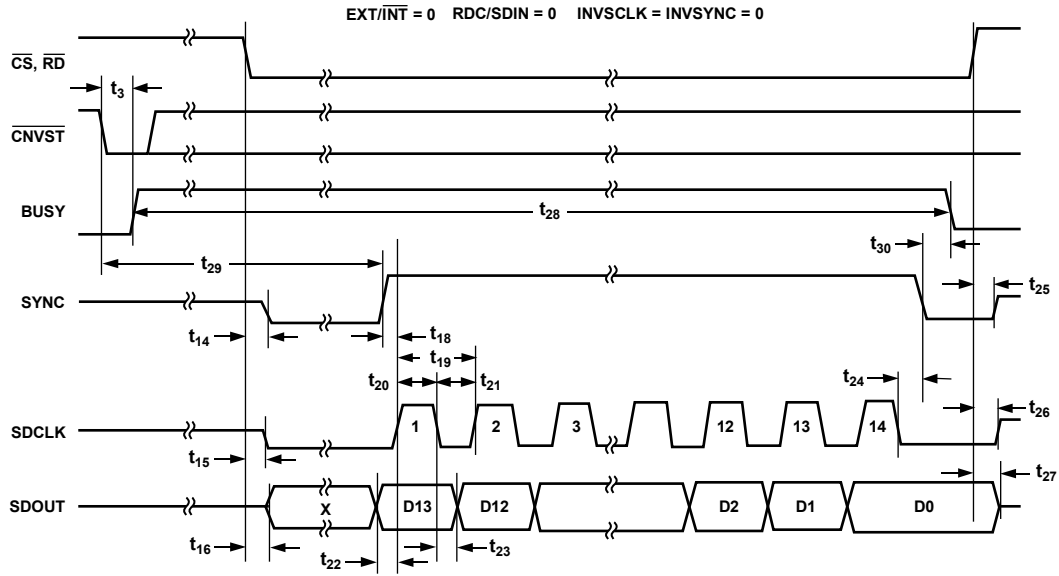 EXT/INT = 0 RDC/SDIN = 0 INVSCLK = INVSYNC = 0
CS, RD
t3
CNVST
BUSY
t28
t30
t29
t25
SYNC
t14
t18
t19
t20
t21
t24
t26
SDCLK
1
2
3
12
13
14
t15
t27
SDOUT
X
D13
D12
D2
D1
D0
t16
t22
t23